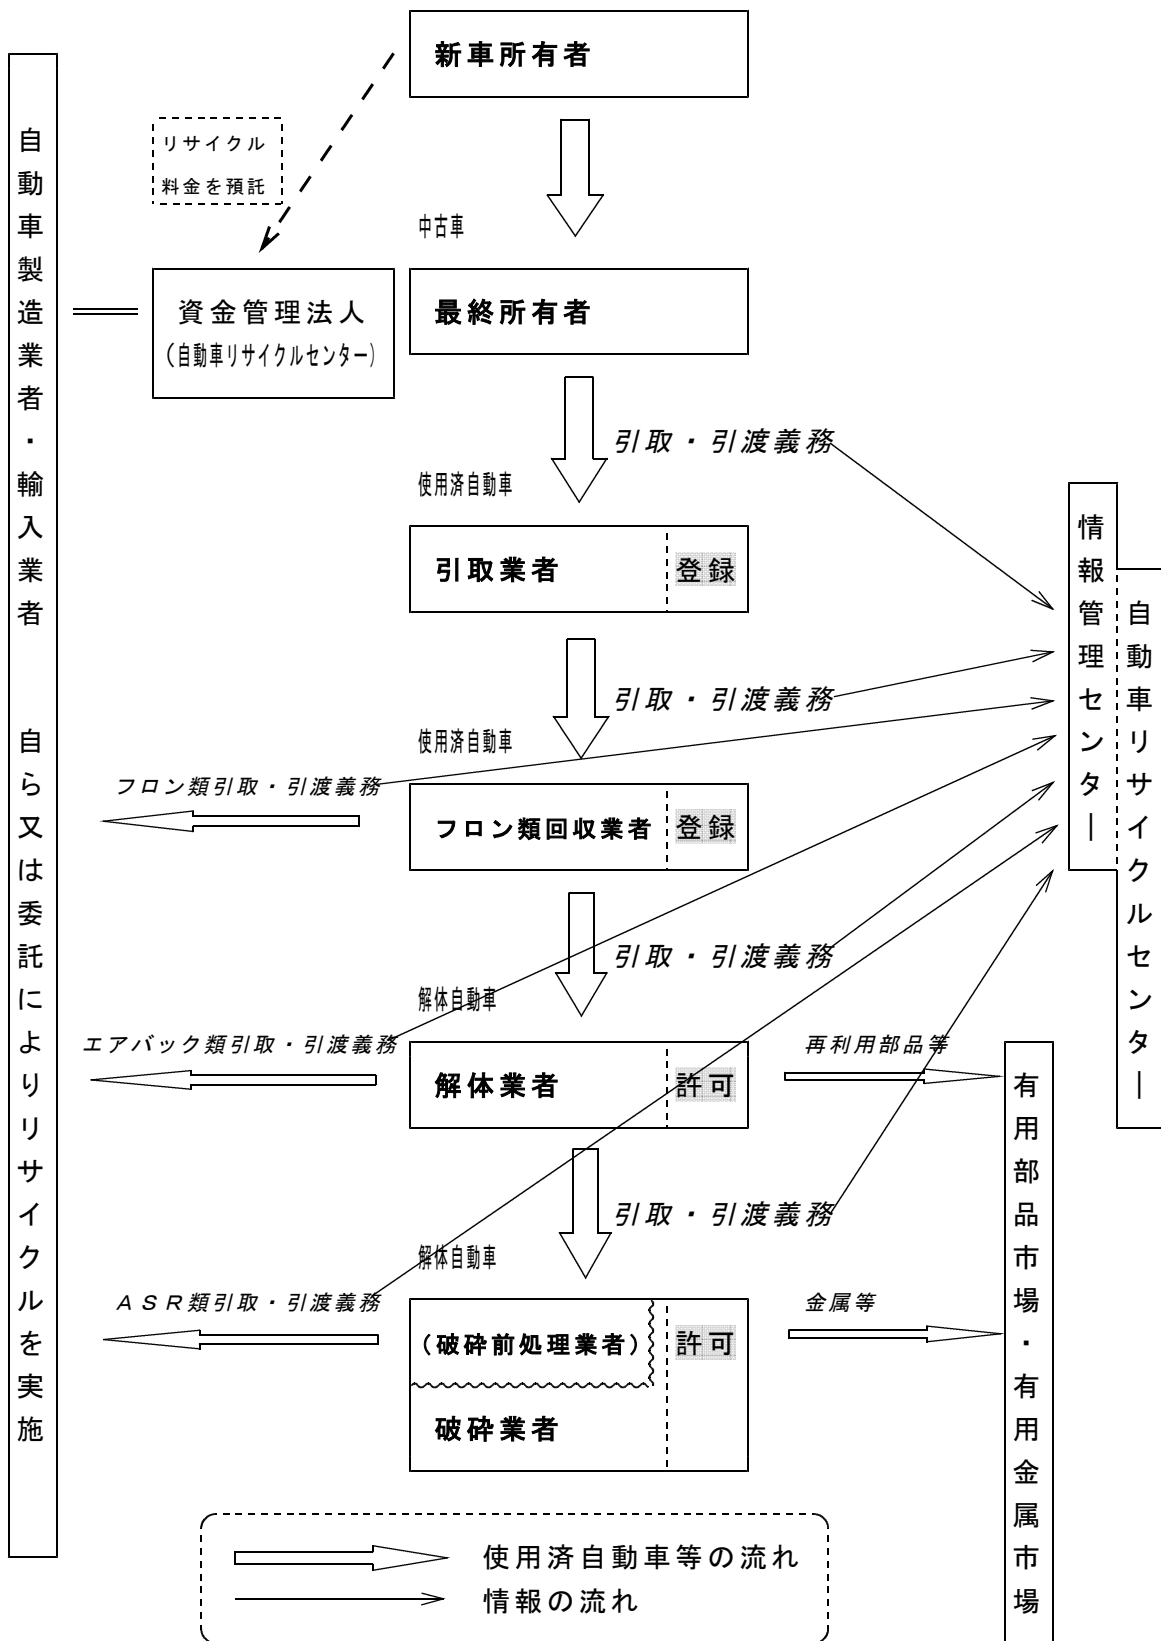 新車所有者
リサイクル
料金を預託
中古車
資金管理法人
（自動車リサイクルセンター）
最終所有者
引取・引渡義務
使用済自動車
引取業者 登録
引取・引渡義務
使用済自動車
フロン類引取・引渡義務
フロン類回収業者 登録
引取・引渡義務
解体自動車
エアバック類引取・引渡義務
再利用部品等
解体業者 許可
引取・引渡義務
解体自動車
ＡＳＲ類引取・引渡義務
金属等
（破砕前処理業者） 許可
破砕業者
使用済自動車等の流れ
情報の流れ
自動車製造業者・輸入業者 自ら又は委託によりリサイクルを実施
情報管理センター
自動車リサイクルセンター
有用部品市場・有用金属市場